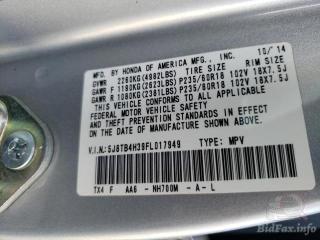 MFD. BY HONDA OF AMERICA MFG., INC. 10/14
GVWR 2260KG(4982LBS) TIRE SIZE RIM SIZE
GAWR F 1190KG(2623LBS) P235/60R18 102V 18X7.5J
GAWR R 1080KG(2381LBS) P235/60R18 102V 18X7.5J
THIS VEHICLE CONFORMS TO ALL APPLICABLE
FEDERAL MOTOR VEHICLE SAFETY STANDARDS IN EFFECT
ON THE DATE OF MANUFACTURE SHOWN ABOVE.
V.I.N.: 5J8TB4H39FL017949 TYPE: MPV
TX4 F AA6 - NH700M - A - L
BidFax.info